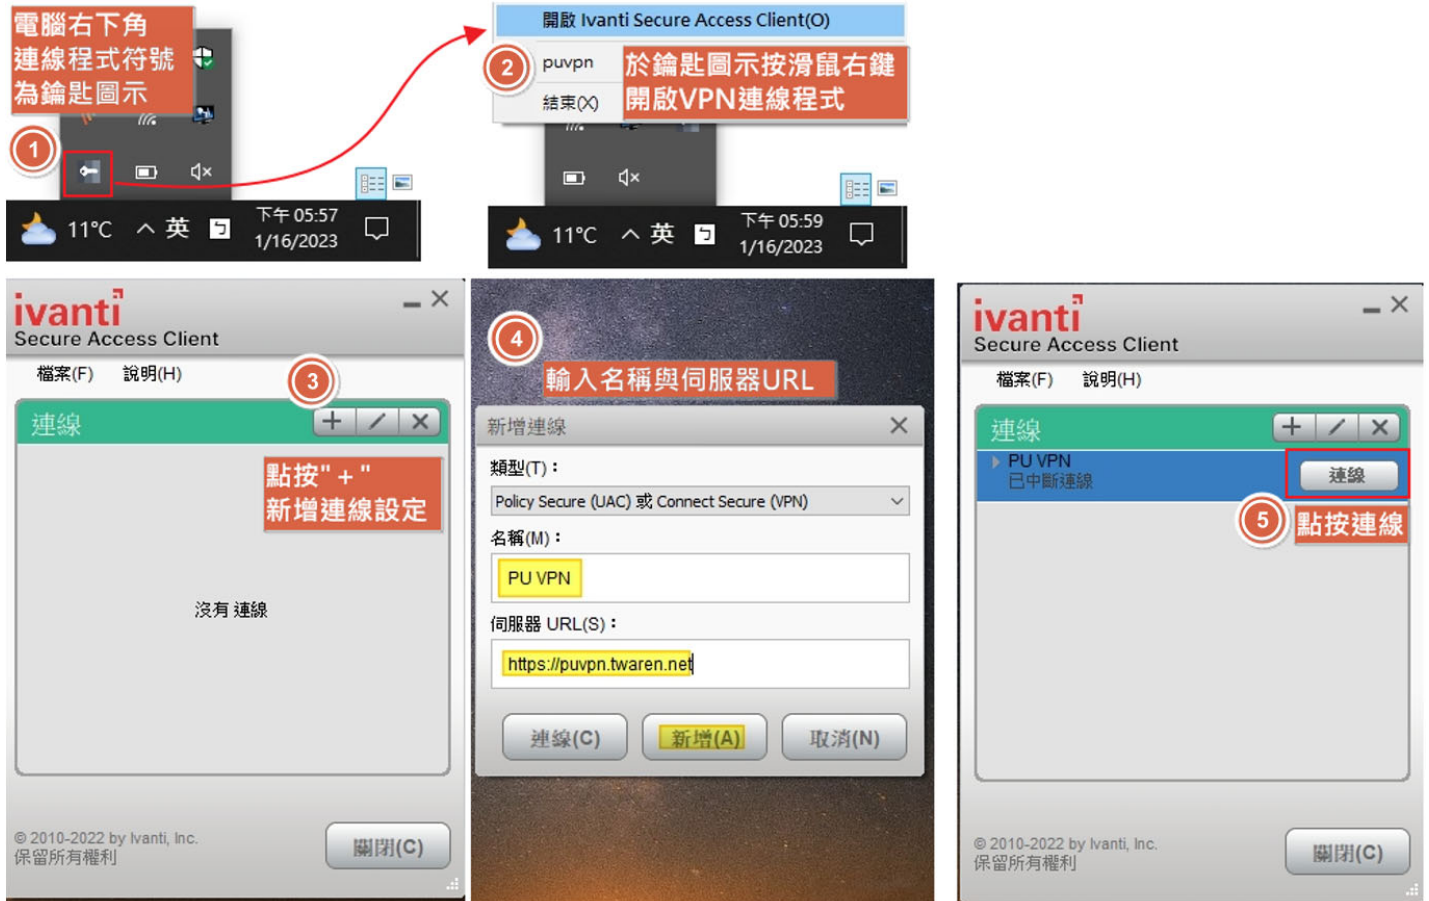 電腦右下角
連線程式符號
為鑰匙圖示
1
11°C
英
ㄅ
下午 05:57
1/16/2023
開啟 Ivanti Secure Access Client(O)
2
puvpn
結束(X)
於鑰匙圖示按滑鼠右鍵
開啟VPN連線程式
11°C
英
ㄅ
下午 05:59
1/16/2023
ivanti
Secure Access Client
檔案(F) 說明(H)
3
連線
點按"+"
新增連線設定
沒有 連線
© 2010-2022 by Ivanti, Inc.
保留所有權利
關閉(C)
4
輸入名稱與伺服器URL
新增連線
類型(T)：
Policy Secure (UAC) 或 Connect Secure (VPN)
名稱(M)：
PU VPN
伺服器 URL(S)：
https://puvpn.twaren.net
連線(C)
新增(A)
取消(N)
ivanti
Secure Access Client
檔案(F) 說明(H)
連線
PU VPN
已中斷連線
連線
5
點按連線
© 2010-2022 by Ivanti, Inc.
保留所有權利
關閉(C)